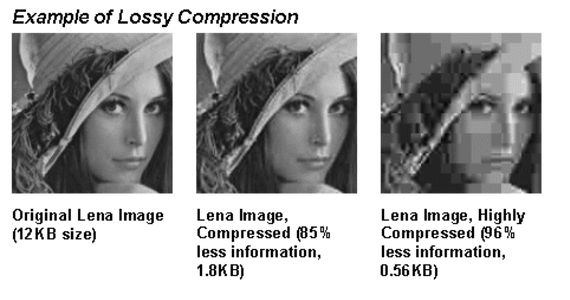 Example of Lossy Compression
Original Lena Image
(12KB size)
Lena Image,
Compressed (85%
less information,
1.8KB)
Lena Image, Highly
Compressed (96%
less information,
0.56KB)